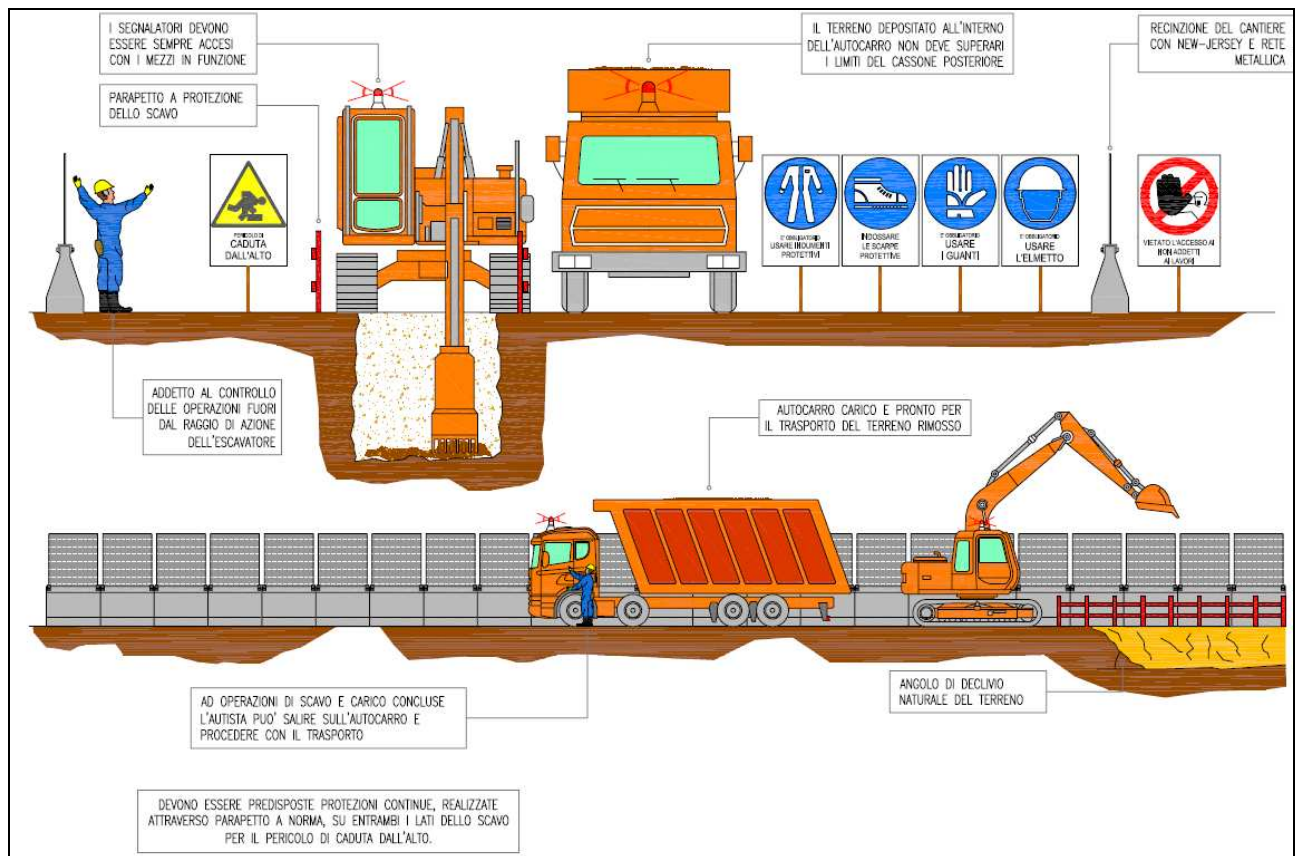 I SEGNALATORI DEVONO
ESSERE SEMPRE ACCESI
CON I MEZZI IN FUNZIONE
IL TERRENO DEPOSITATO ALL'INTERNO
DELL'AUTOCARRO NON DEVE SUPERARI
I LIMITI DEL CASSONE POSTERIORE
RECINZIONE DEL CANTIERE
CON NEW-JERSEY E RETE
METALLICA
PARAPETTO A PROTEZIONE
DELLO SCAVO
PERICOLO DI
CADUTA
DALL'ALTO
E' OBBLIGATORIO
USARE INDUMENTI
PROTETTIVI
INDOSSARE
LE SCARPE
PROTETTIVE
E' OBBLIGATORIO
USARE
I GUANTI
E' OBBLIGATORIO
USARE
L'ELMETTO
VIETATO L'ACCESSO AI
NON ADDETTI
AI LAVORI
ADDETTO AL CONTROLLO
DELLE OPERAZIONI FUORI
DAL RAGGIO DI AZIONE
DELL'ESCAVATORE
AUTOCARRO CARICO E PRONTO PER
IL TRASPORTO DEL TERRENO RIMOSSO
AD OPERAZIONI DI SCAVO E CARICO CONCLUSE
L'AUTISTA PUO' SALIRE SULL'AUTOCARRO E
PROCEDERE CON IL TRASPORTO
ANGOLO DI DECLIVIO
NATURALE DEL TERRENO
DEVONO ESSERE PREDISPOSTE PROTEZIONI CONTINUE, REALIZZATE
ATTRAVERSO PARAPETTO A NORMA, SU ENTRAMBI I LATI DELLO SCAVO
PER IL PERICOLO DI CADUTA DALL'ALTO.